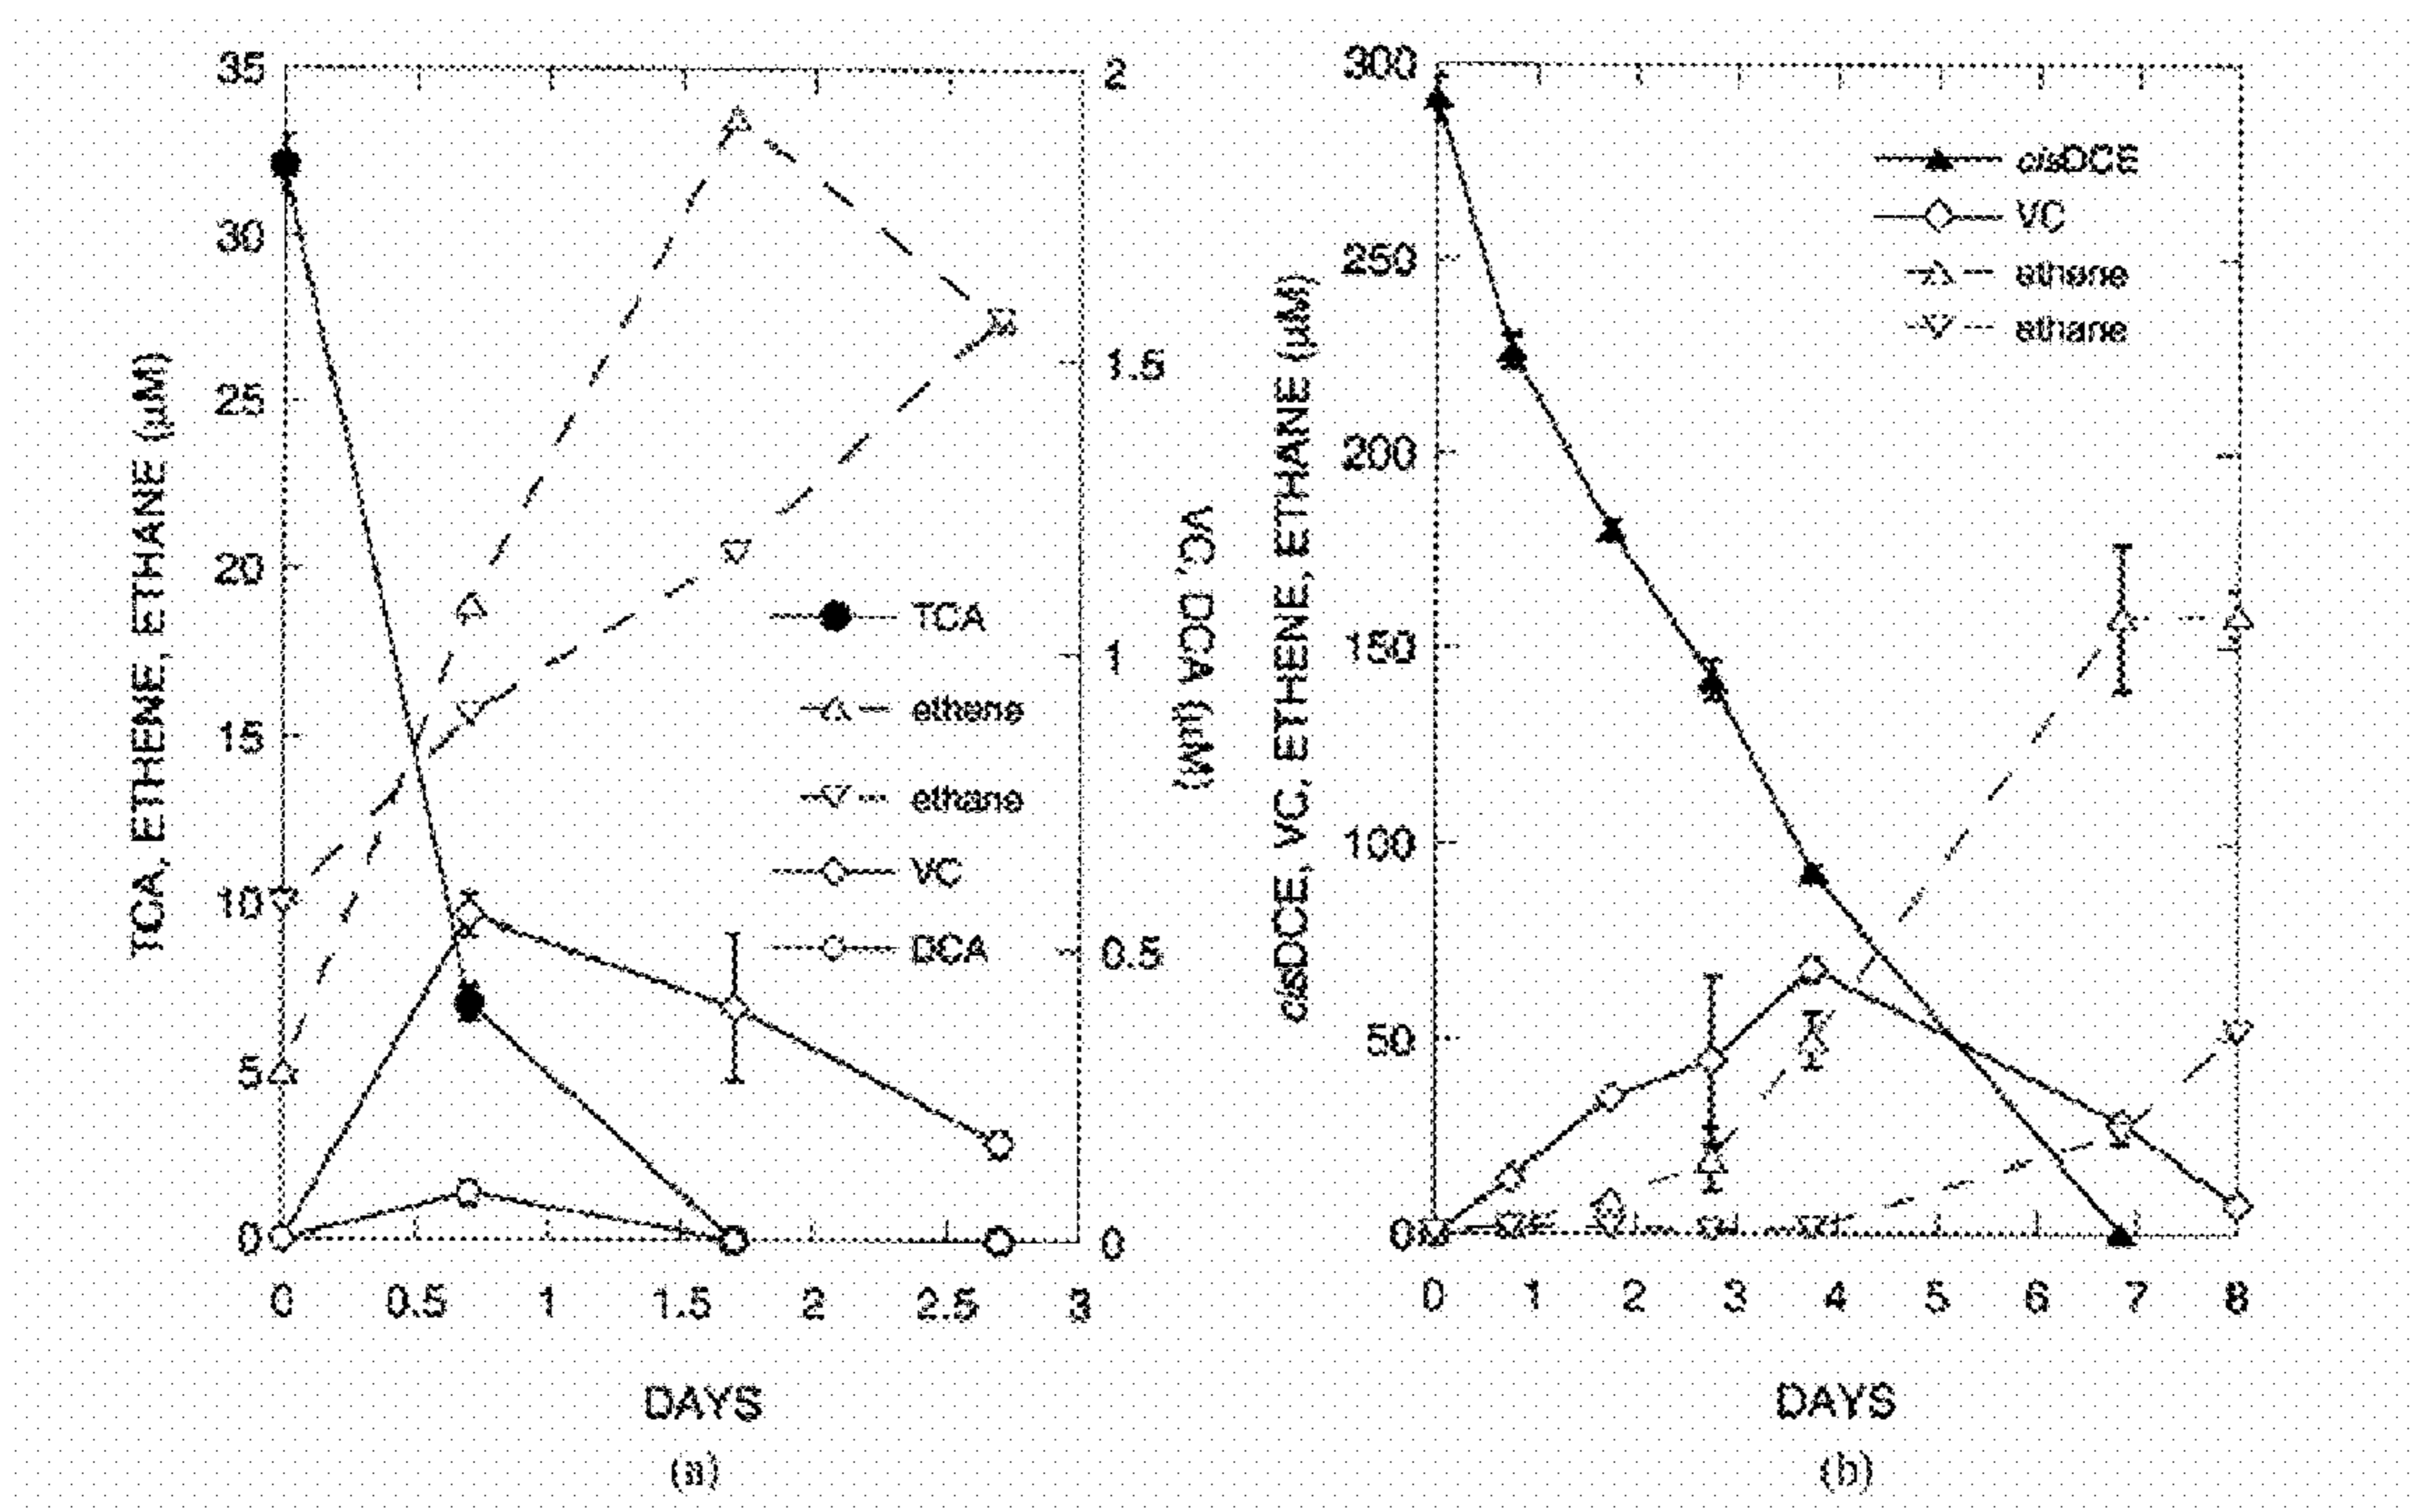 35
30
25
20
15
10
5
0
TCA, ETHENE, ETHANE (µM)
2
1.5
1
0.5
0
VC, DCA (µM)
TCA
ethene
ethane
VC
DCA
0 0.5 1 1.5 2 2.5 3
DAYS
(a)
300
250
200
150
100
50
0
cisDCE, VC, ETHENE, ETHANE (µM)
cisDCE
VC
ethene
ethane
0 1 2 3 4 5 6 7 8
DAYS
(b)